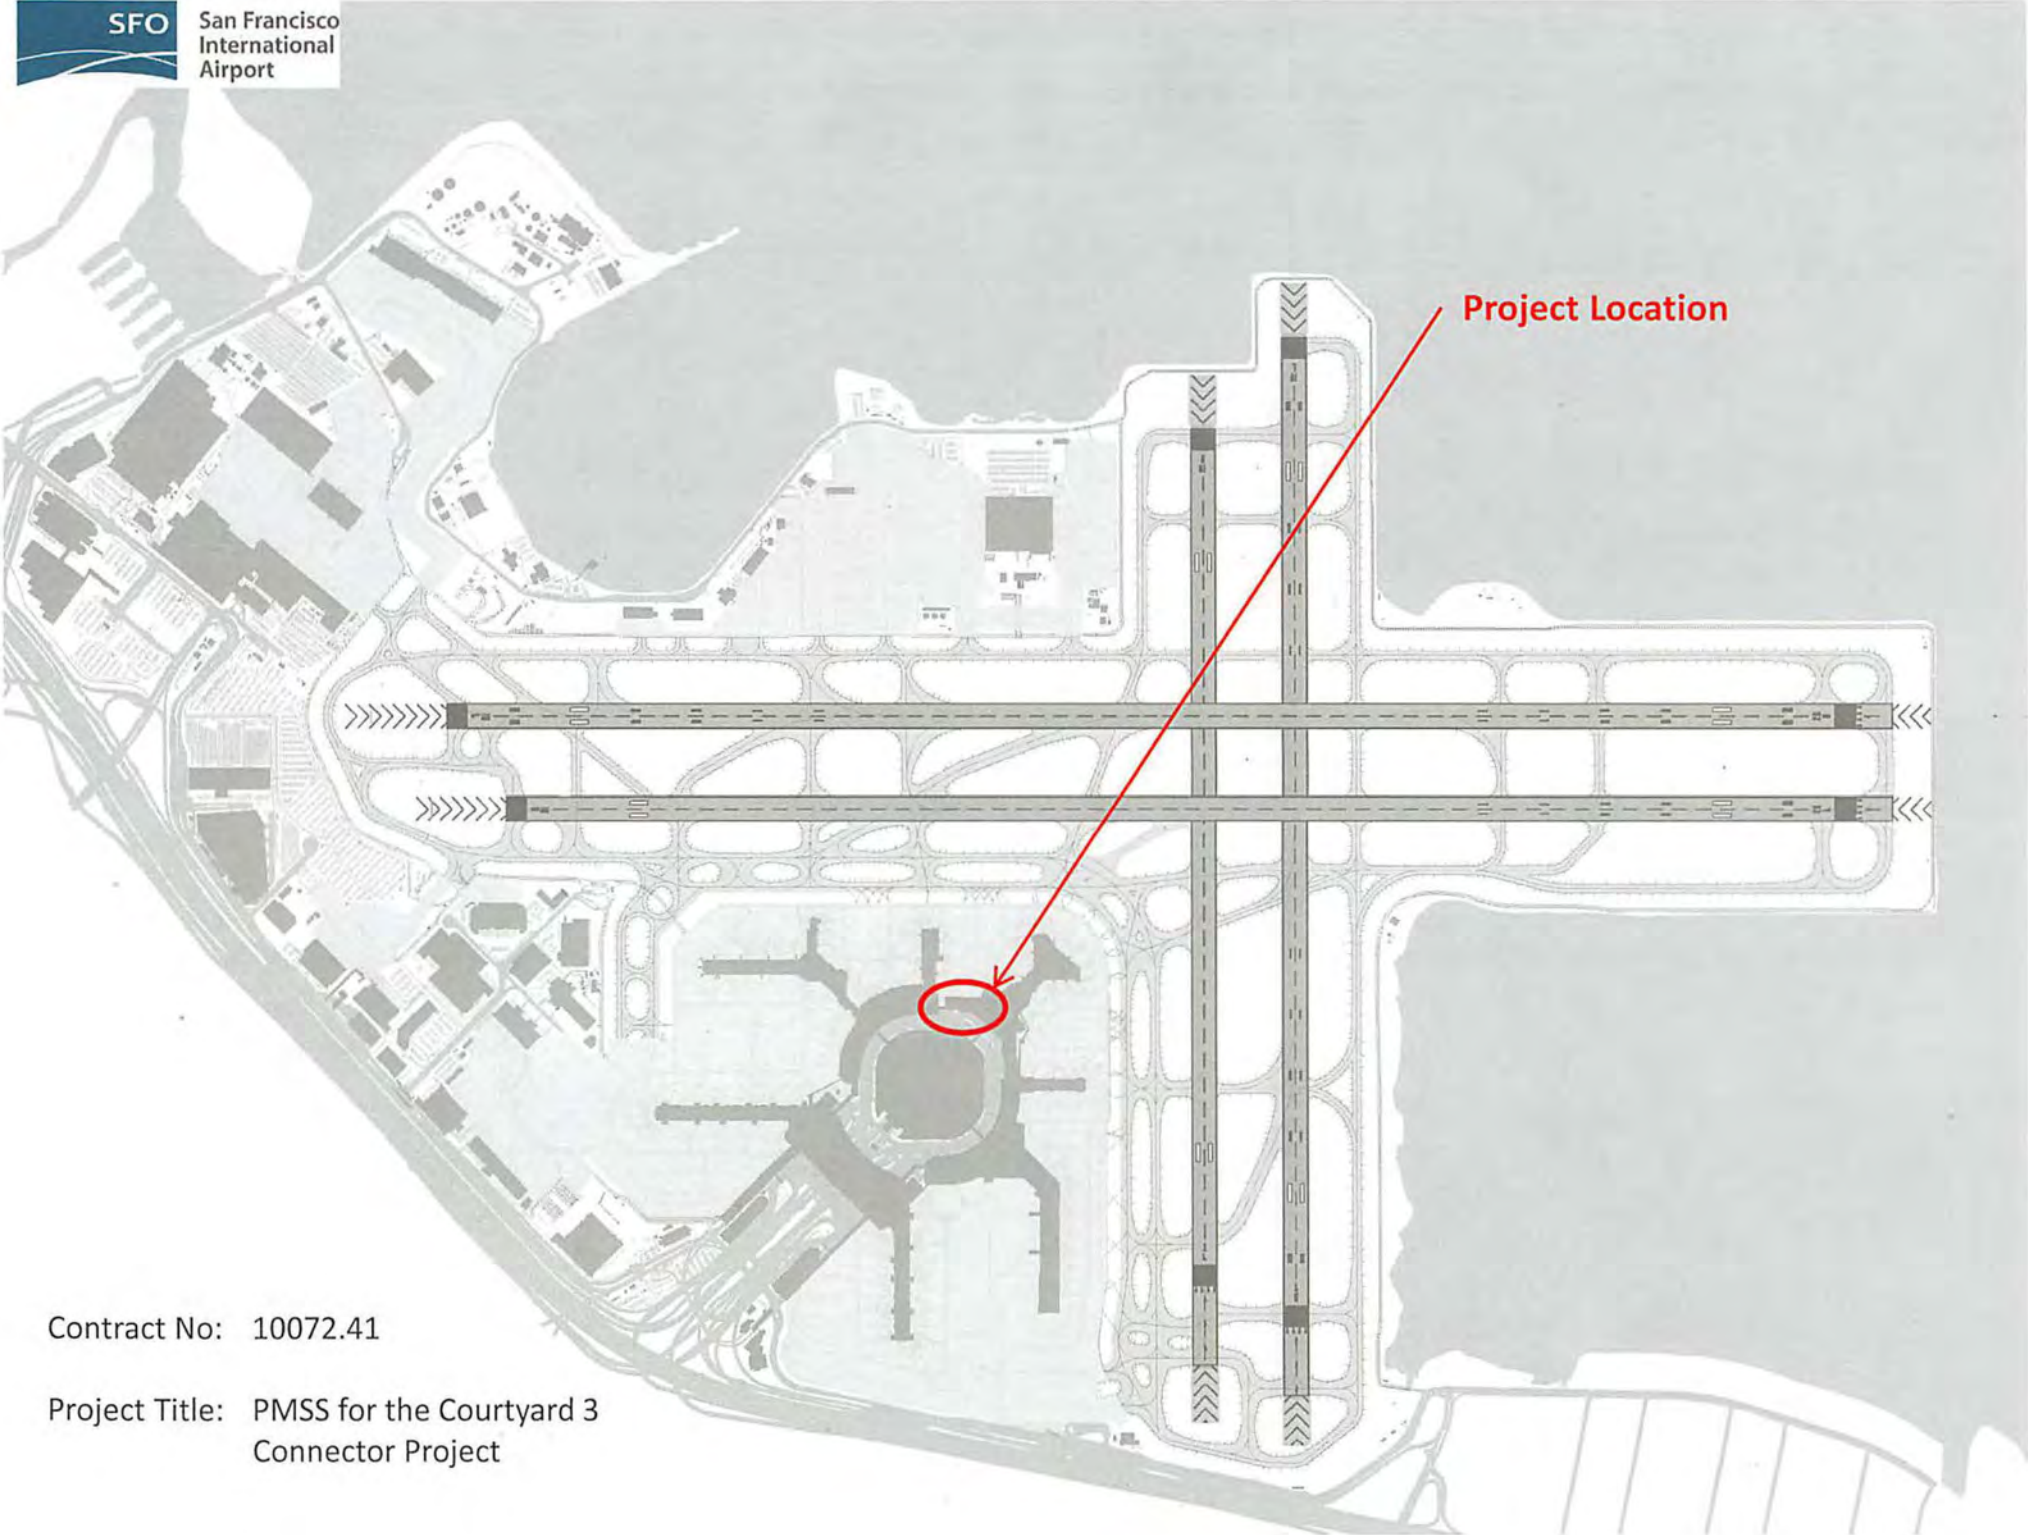 SFO
San Francisco
International
Airport
Project Location
Contract No: 10072.41
Project Title: PMSS for the Courtyard 3
Connector Project